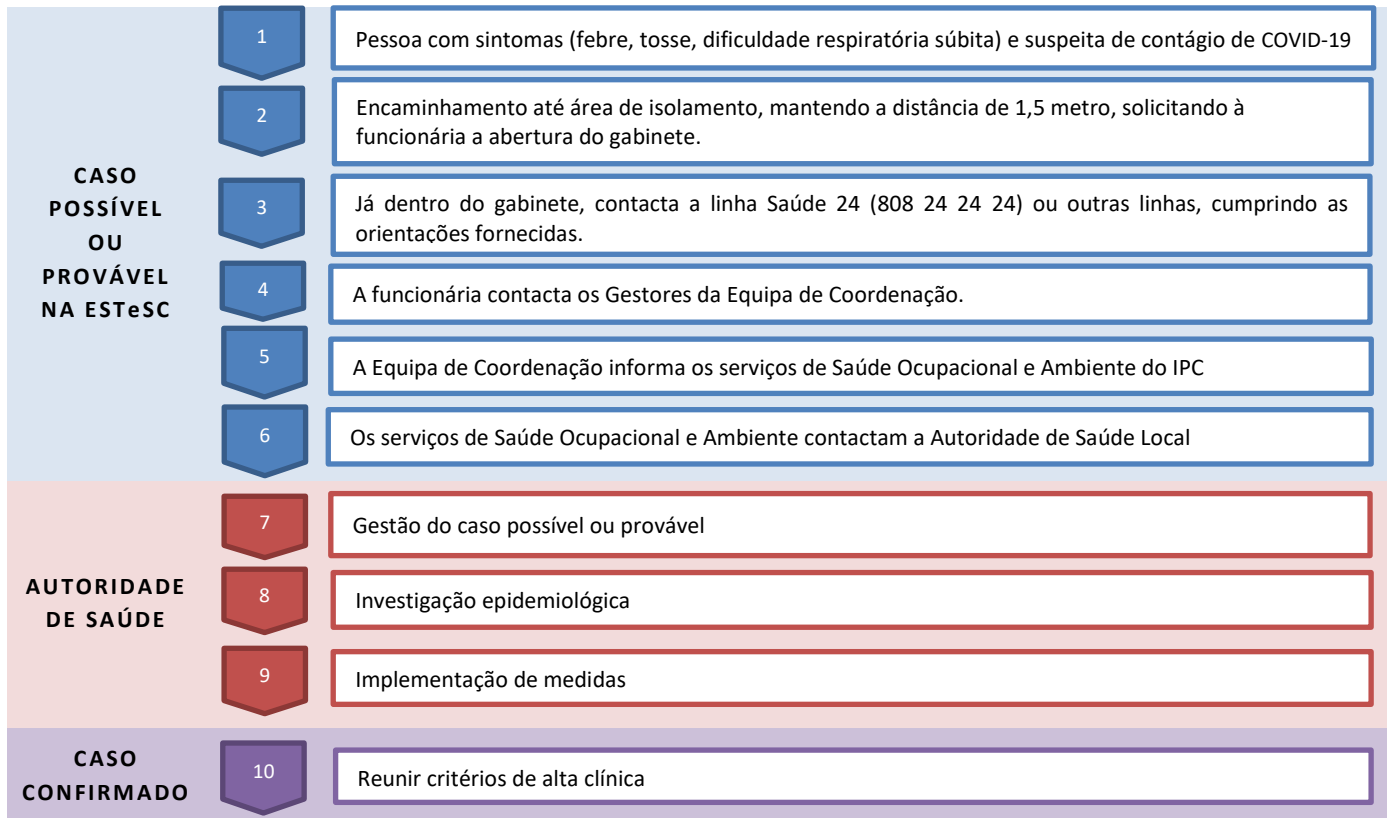 1
Pessoa com sintomas (febre, tosse, dificuldade respiratória súbita) e suspeita de contágio de COVID-19
2
Encaminhamento até área de isolamento, mantendo a distância de 1,5 metro, solicitando à
funcionária a abertura do gabinete.
CASO
POSSÍVEL
OU
PROVÁVEL
NA ESTeSC
3
Já dentro do gabinete, contacta a linha Saúde 24 (808 24 24 24) ou outras linhas, cumprindo as
orientações fornecidas.
4
A funcionária contacta os Gestores da Equipa de Coordenação.
5
A Equipa de Coordenação informa os serviços de Saúde Ocupacional e Ambiente do IPC
6
Os serviços de Saúde Ocupacional e Ambiente contactam a Autoridade de Saúde Local
AUTORIDADE
DE SAÚDE
7
Gestão do caso possível ou provável
8
Investigação epidemiológica
9
Implementação de medidas
CASO
CONFIRMADO
10
Reunir critérios de alta clínica